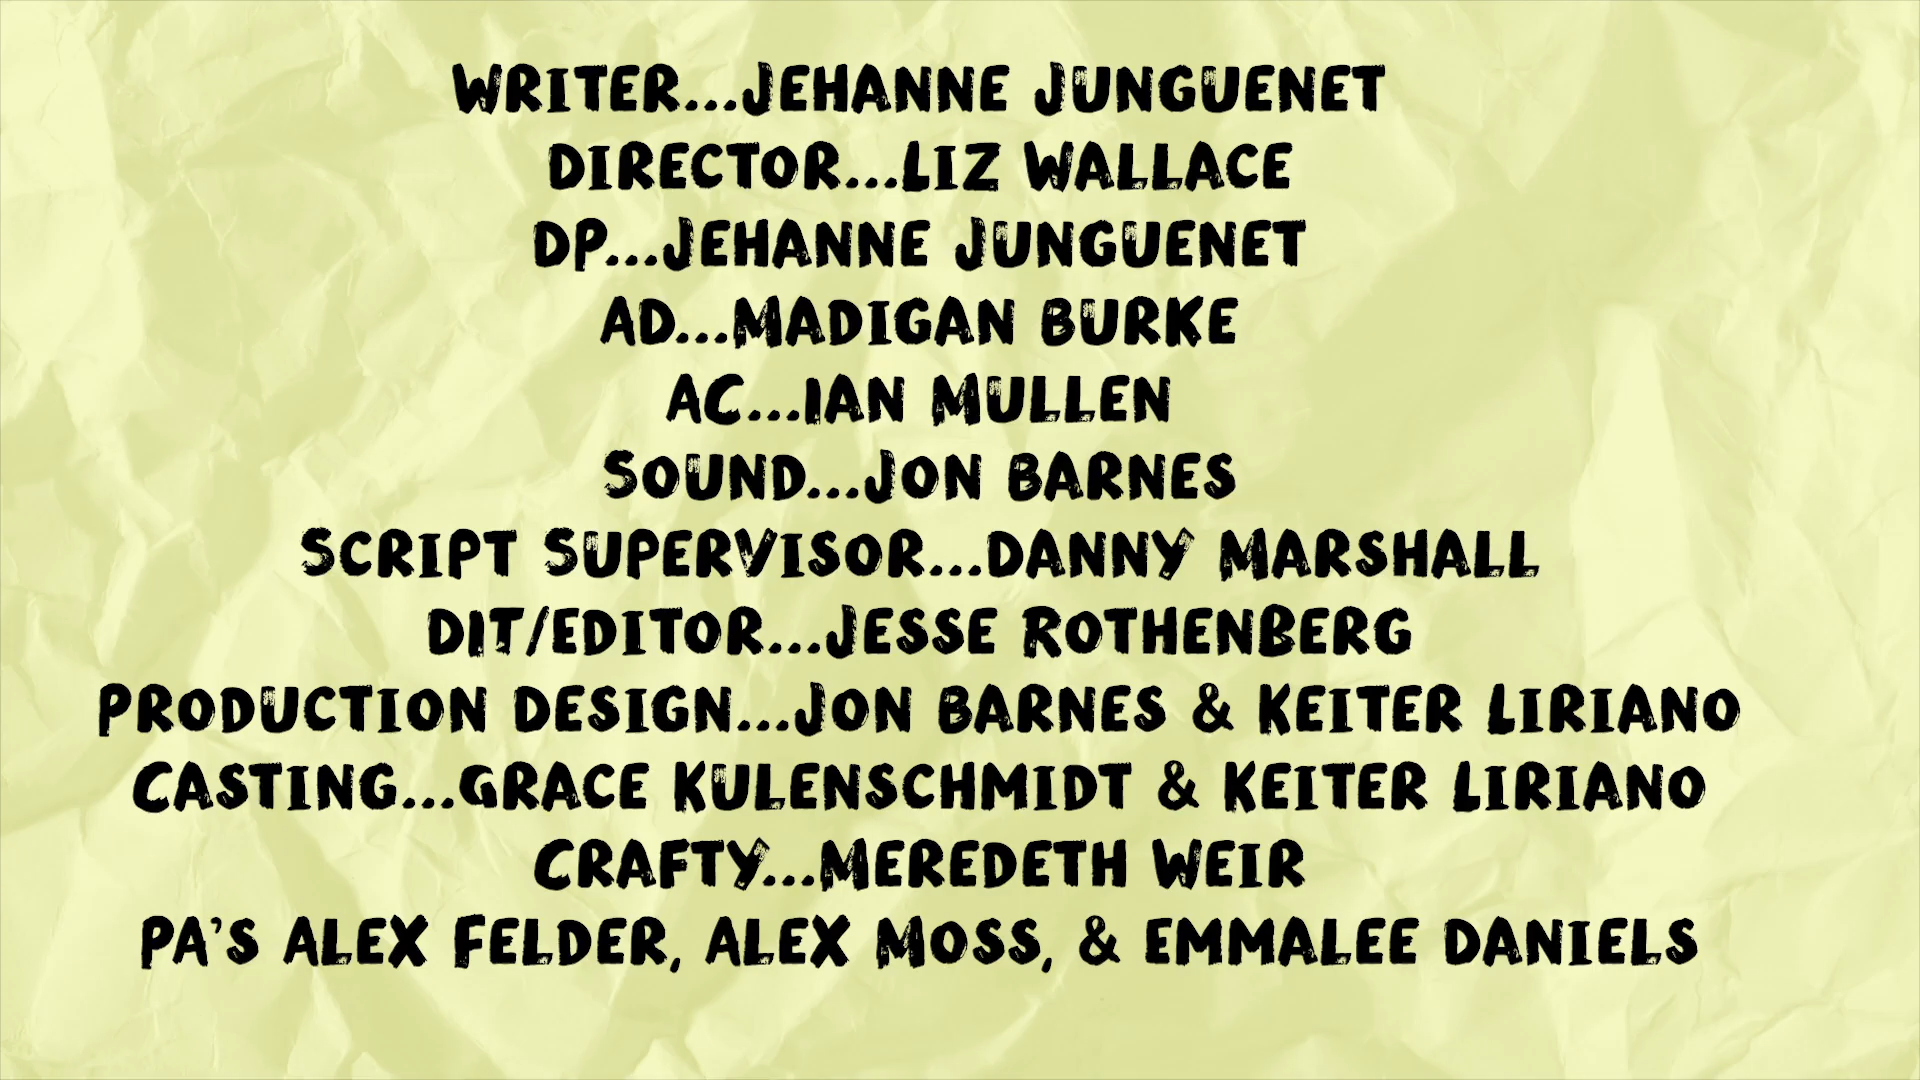 WRITER...JEHANNE JUNGUENET
DIRECTOR...LIZ WALLACE
DP...JEHANNE JUNGUENET
AD...MADIGAN BURKE
AC...IAN MULLEN
SOUND...JON BARNES
SCRIPT SUPERVISOR...DANNY MARSHALL
DIT/EDITOR...JESSE ROTHENBERG
PRODUCTION DESIGN...JON BARNES & KEITER LIRIANO
CASTING...GRACE KULENSCHMIDT & KEITER LIRIANO
CRAFTY...MEREDETH WEIR
PA'S ALEX FELDER, ALEX MOSS, & EMMALEE DANIELS